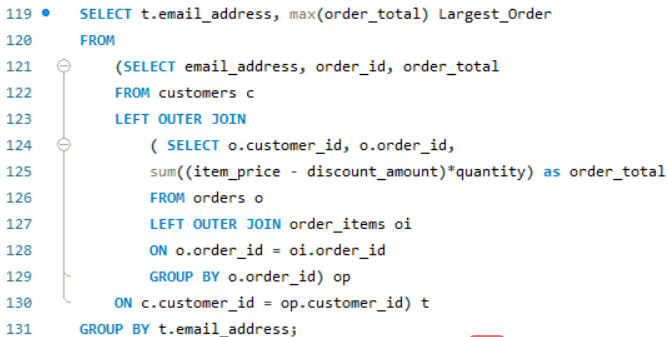 119 SELECT t.email_address, max(order_total) Largest_Order
120 FROM
121 (SELECT email_address, order_id, order_total
122 FROM customers c
123 LEFT OUTER JOIN
124 ( SELECT o.customer_id, o.order_id,
125 sum((item_price - discount_amount)*quantity) as order_total
126 FROM orders o
127 LEFT OUTER JOIN order_items oi
128 ON o.order_id = oi.order_id
129 GROUP BY o.order_id) op
130 ON c.customer_id = op.customer_id) t
131 GROUP BY t.email_address;